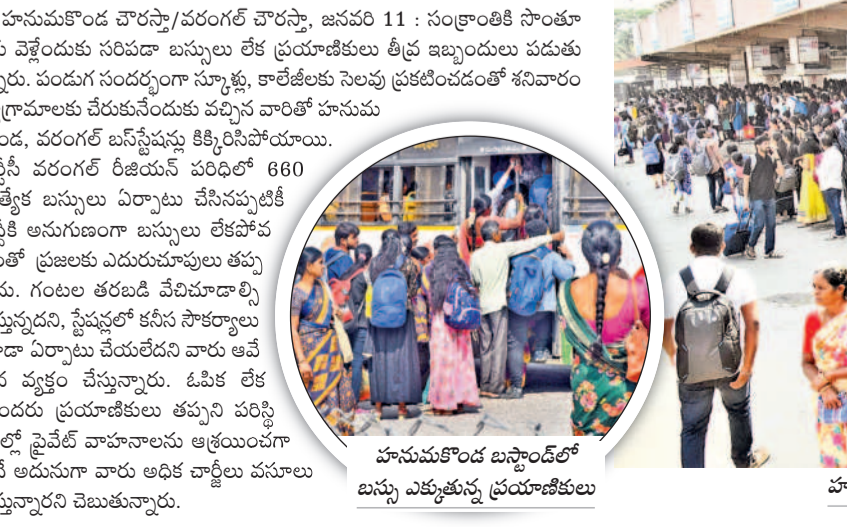 హనుమకొండ చౌరస్తా/వరంగల్ చౌరస్తా, జనవరి 11 : సంక్రాంతికి సొంతూ
వెళ్లేందుకు సరిపడా బస్సులు లేక ప్రయాణికులు తీవ్ర ఇబ్బందులు పడుతు
న్నారు. పండుగ సందర్భంగా స్కూళ్లు, కాలేజీలకు సెలవు ప్రకటించడంతో శనివారం
గ్రామాలకు చేరుకునేందుకు వచ్చిన వారితో హనుమ
ండ, వరంగల్ బస్‌స్టేషన్లు కిక్కిరిసిపోయాయి.
ర్టీసీ వరంగల్ రీజియన్ పరిధిలో 660
త్యేక బస్సులు ఏర్పాటు చేసినప్పటికీ
ద్దీకి అనుగుణంగా బస్సులు లేకపోవ
తో ప్రజలకు ఎదురుచూపులు తప్ప
దు. గంటల తరబడి వేచిచూడాల్సి
స్తున్నదని, స్టేషన్లలో కనీస సౌకర్యాలు
డా ఏర్పాటు చేయలేదని వారు ఆవే
న వ్యక్తం చేస్తున్నారు. ఓపిక లేక
ందరు ప్రయాణికులు తప్పని పరిస్థి
ల్లో ప్రైవేట్ వాహనాలను ఆశ్రయించగా
దే అదునుగా వారు అధిక చార్జీలు వసూలు
స్తున్నారని చెబుతున్నారు.
హనుమకొండ బస్టాండ్‌లో
బస్సు ఎక్కుతున్న ప్రయాణికులు
హ